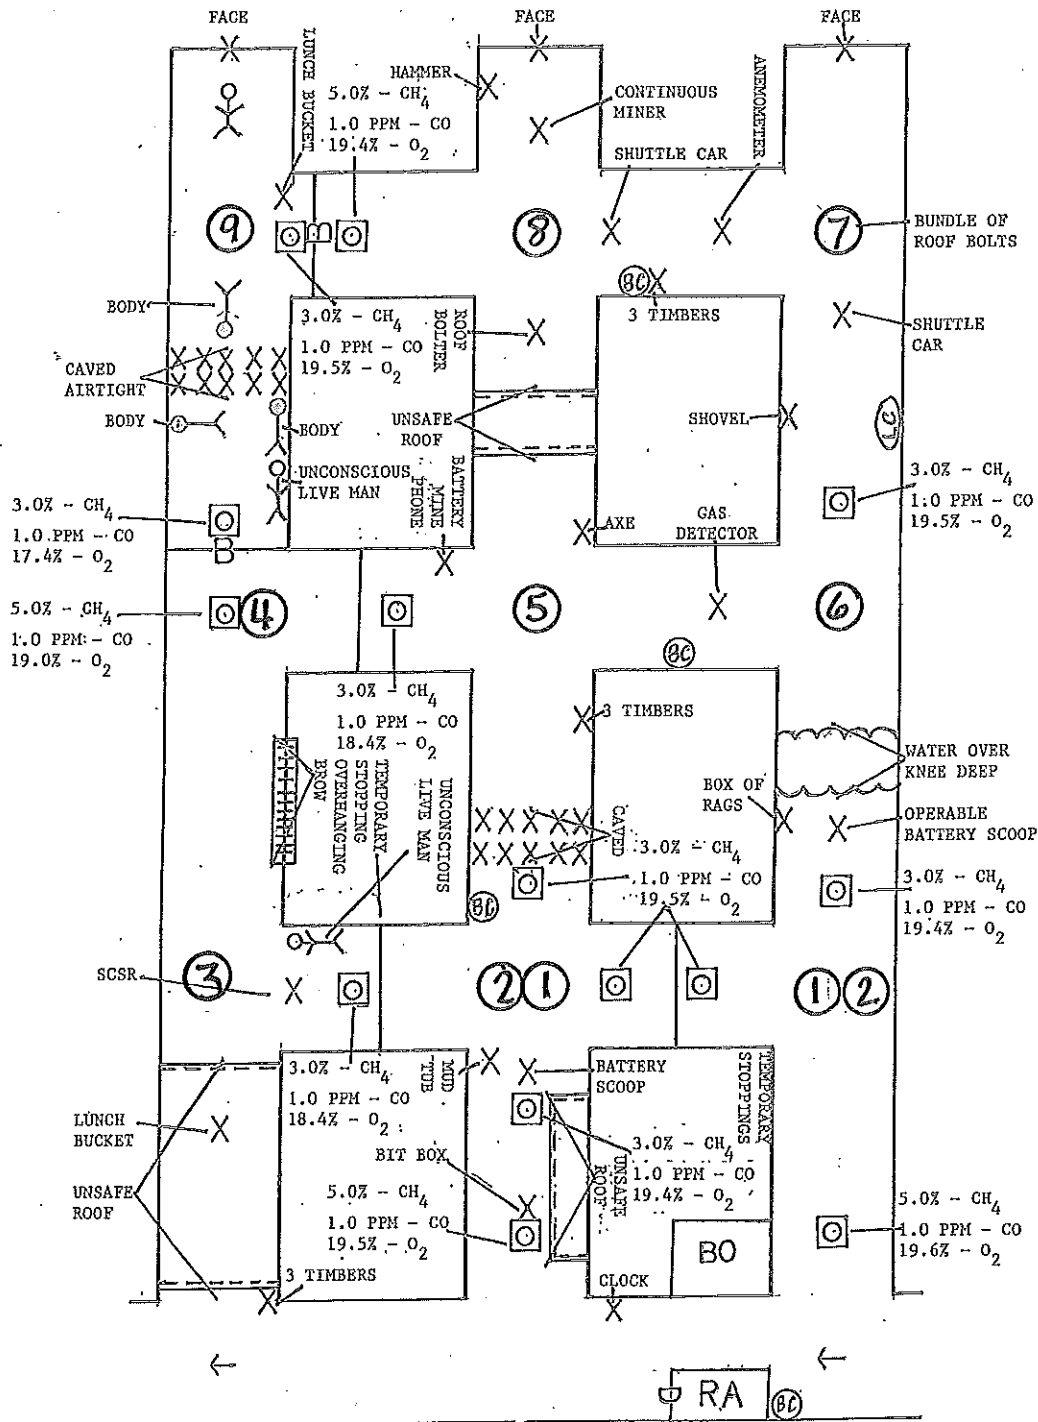 FACE
FACE
FACE
LUNCH BUCKET
HAMMER
5.0% - CH4
1.0 PPM - CO
19.4% - O2
CONTINUOUS
MINER
ANEMOMETER
SHUTTLE CAR
9
B
8
7
BUNDLE OF
ROOF BOLTS
BC
BODY
3.0% - CH4
1.0 PPM - CO
19.5% - O2
ROOF
BOLTER
3 TIMBERS
SHUTTLE
CAR
CAVED
AIRTIGHT
BODY
BODY
UNSAFE
ROOF
SHOVEL
LC
UNCONSCIOUS
LIVE MAN
BATTERY
MINE
PHONE
3.0% - CH4
1.0 PPM - CO
17.4% - O2
B
AXE
GAS
DETECTOR
3.0% - CH4
1.0 PPM - CO
19.5% - O2
5.0% - CH4
1.0 PPM - CO
19.0% - O2
4
5
6
BC
3.0% - CH4
1.0 PPM - CO
18.4% - O2
3 TIMBERS
BROW
OVERHANGING
STOPPING
TEMPORARY
UNCONSCIOUS
LIVE MAN
BOX OF
RAGS
WATER OVER
KNEE DEEP
OPERABLE
BATTERY SCOOP
CAVED
3.0% - CH4
1.0 PPM - CO
19.5% - O2
BC
3.0% - CH4
1.0 PPM - CO
19.4% - O2
SCSR
3
2
1
1
2
3.0% - CH4
1.0 PPM - CO
18.4% - O2
MUD
TUB
BATTERY
SCOOP
TEMPORARY
STOPPINGS
LUNCH
BUCKET
BIT BOX
3.0% - CH4
1.0 PPM - CO
19.4% - O2
UNSAFE
ROOF
UNSAFE
ROOF
5.0% - CH4
1.0 PPM - CO
19.5% - O2
BO
5.0% - CH4
1.0 PPM - CO
19.6% - O2
3 TIMBERS
CLOCK
RA
BC